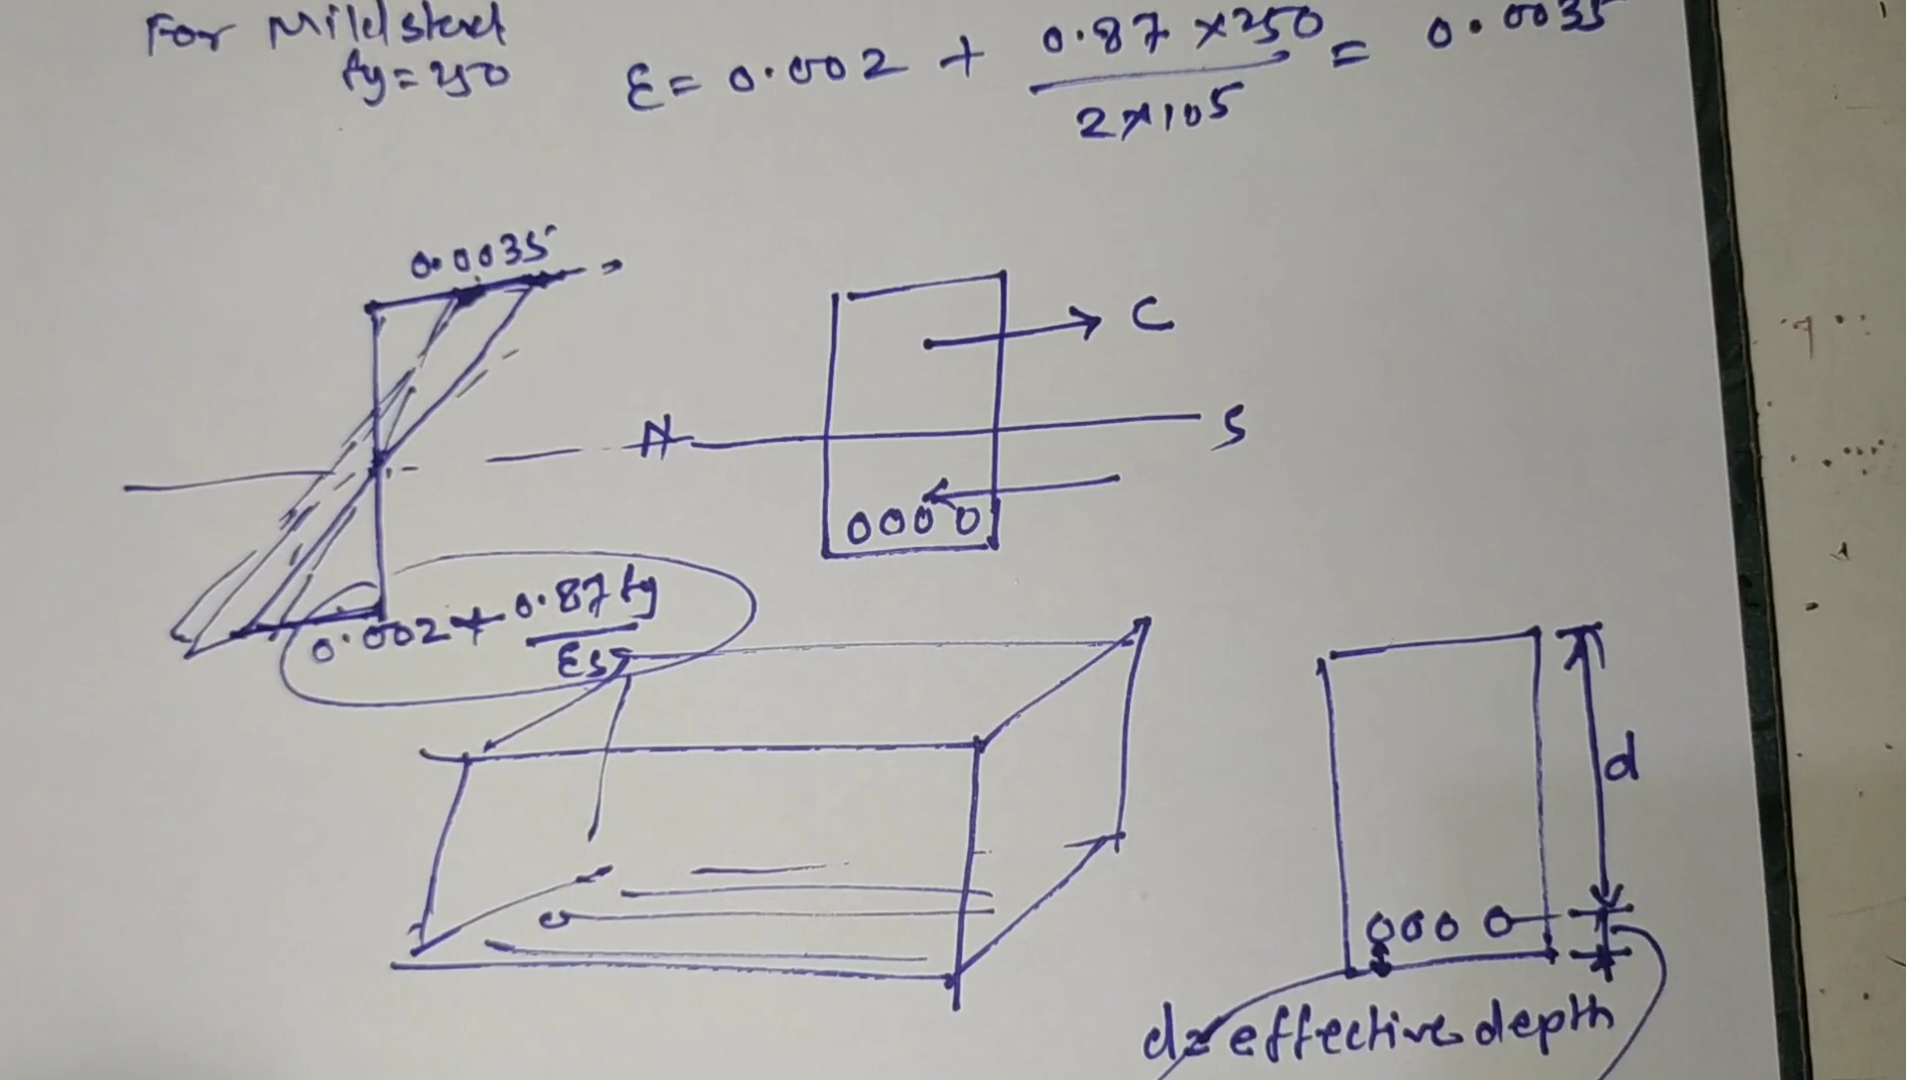 For Mild steel
fy = 250
ε = 0.002 + 0.87 × 250 / 2×105 = 0.0035
0.0035
C
N
S
0000
0.002 + 0.87 fy / Es
d
0000
d = effective depth